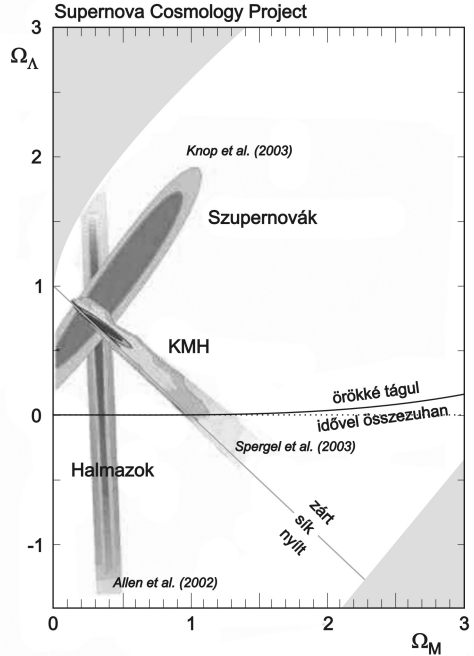 Supernova Cosmology Project
3
Ω_Λ
Knop et al. (2003)
2
Szupernovák
1
KMH
örökké tágul
0
idővel összezuhan
Spergel et al. (2003)
Halmazok
zárt
sík
nyílt
-1
Allen et al. (2002)
0
1
2
3
Ω_M